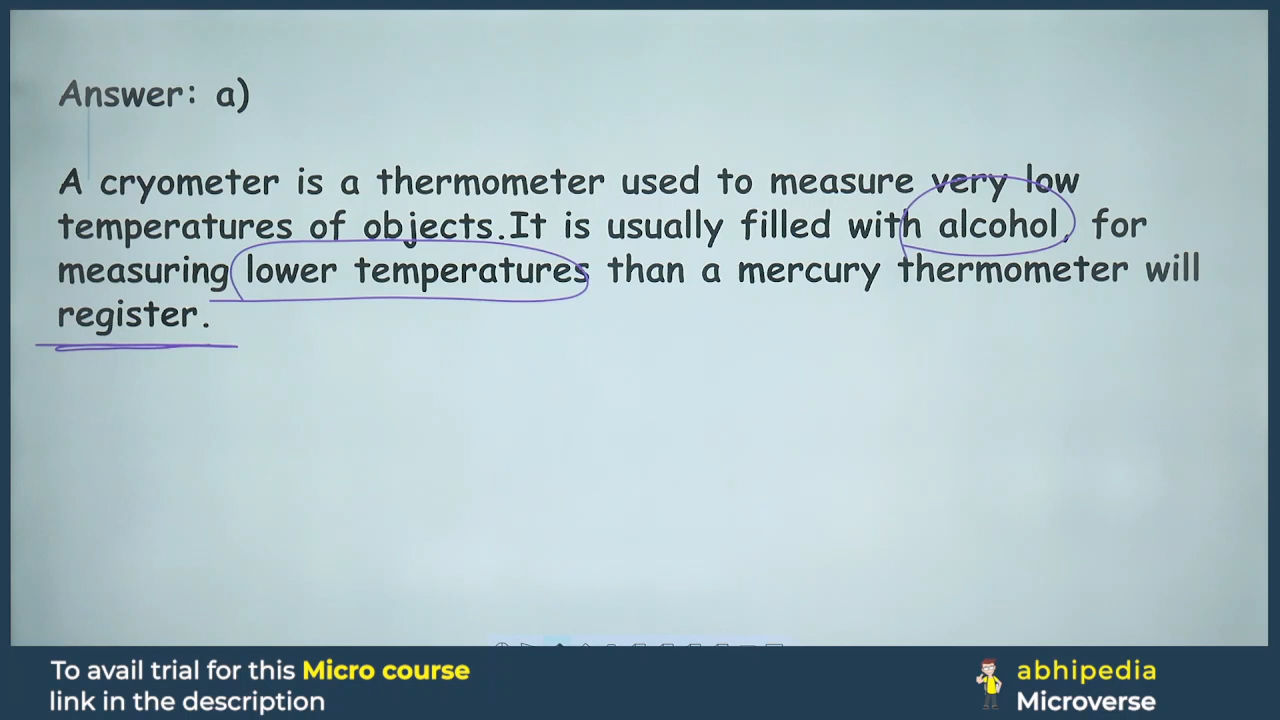 Answer: a)
A cryometer is a thermometer used to measure very low
temperatures of objects.It is usually filled with alcohol, for
measuring lower temperatures than a mercury thermometer will
register.
To avail trial for this Micro course
link in the description
abhipedia
Microverse